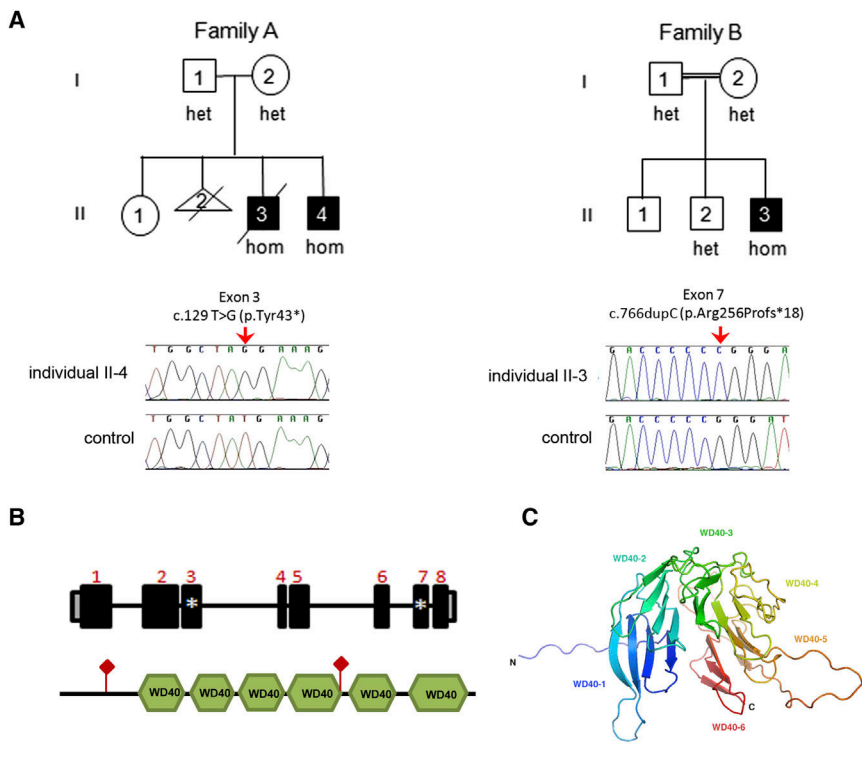 A
Family A
Family B
I
1
2
I
1
2
het
het
het
het
II
1
2
3
4
II
1
2
3
hom
hom
het
hom
Exon 3
c.129 T>G (p.Tyr43*)
Exon 7
c.766dupC (p.Arg256Profs*18)
individual II-4
T G G C T A G G A A A G
individual II-3
G A C C C C C C G G G A
control
T G G C T A T G A A A G
control
G A C C C C C G G G A T
B
1 2 3 4 5 6 7 8
* *
WD40 WD40 WD40 WD40 WD40 WD40
C
WD40-3
WD40-2
WD40-4
WD40-5
N
WD40-1
C
WD40-6